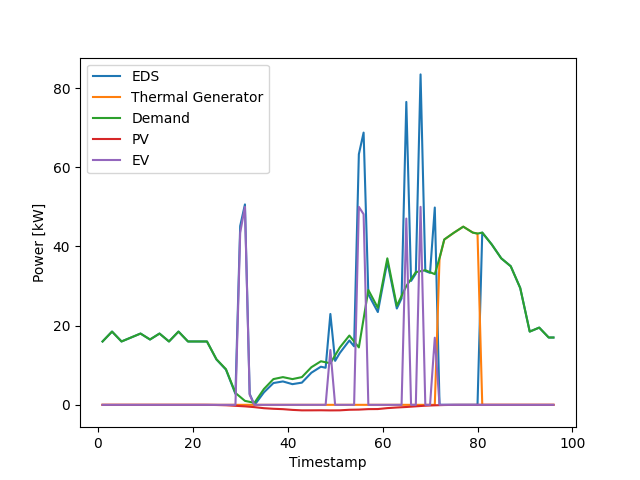 EDS
Thermal Generator
Demand
PV
EV
Power [kW]
80
60
40
20
0
0 20 40 60 80 100
Timestamp